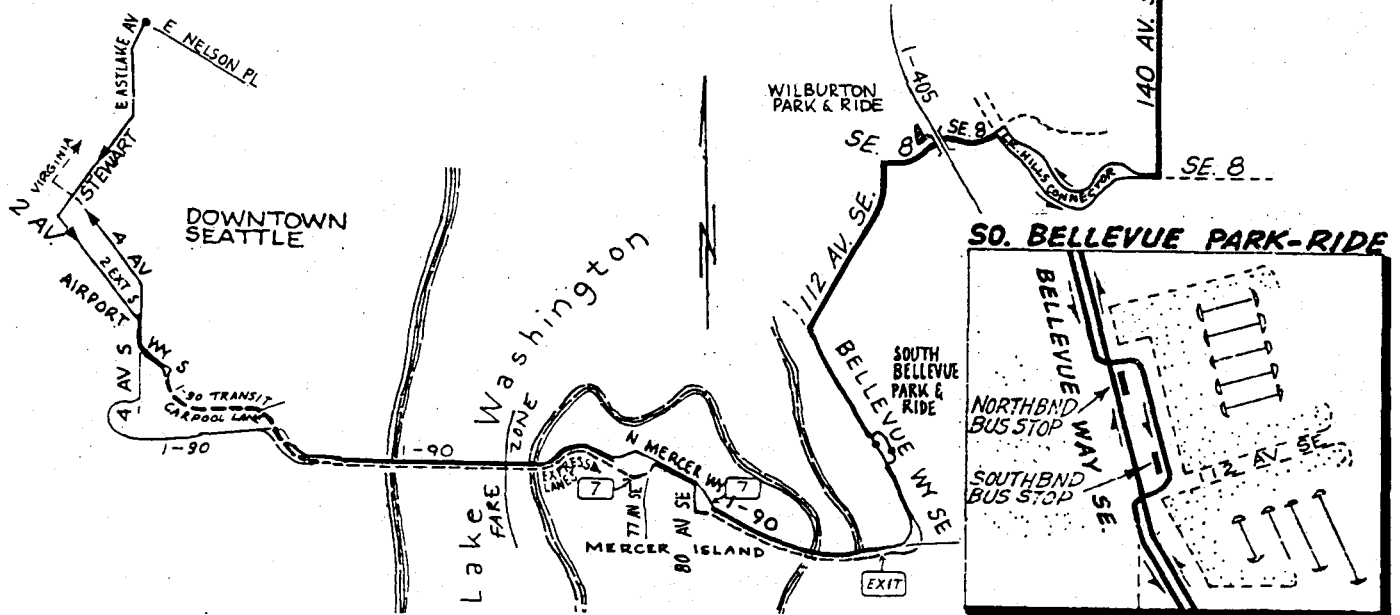 EASTLAKE AV
E NELSON PL
VIRGINIA
STEWART
2 AV.
4 AV
2 EXT S
DOWNTOWN
SEATTLE
AIRPORT
WY S
4 AV S
I-90 TRANSIT
CARPOOL LANE
I-90
I-90
Lake Washington
FARE ZONE
EXPRESS
LANES
7
77 AV SE
N MERCER WY
80 AV SE
7
I-90
MERCER ISLAND
EXIT
WILBURTON
PARK & RIDE
I-405
SE. 8
SE. 8
LK. HILLS CONNECTOR
140 AV. S
SE. 8
112 AV. SE.
BELLEVUE WY SE
SOUTH
BELLEVUE
PARK &
RIDE
SO. BELLEVUE PARK-RIDE
BELLEVUE WAY SE.
NORTHBND
BUS STOP
SOUTHBND
BUS STOP
112 AV SE